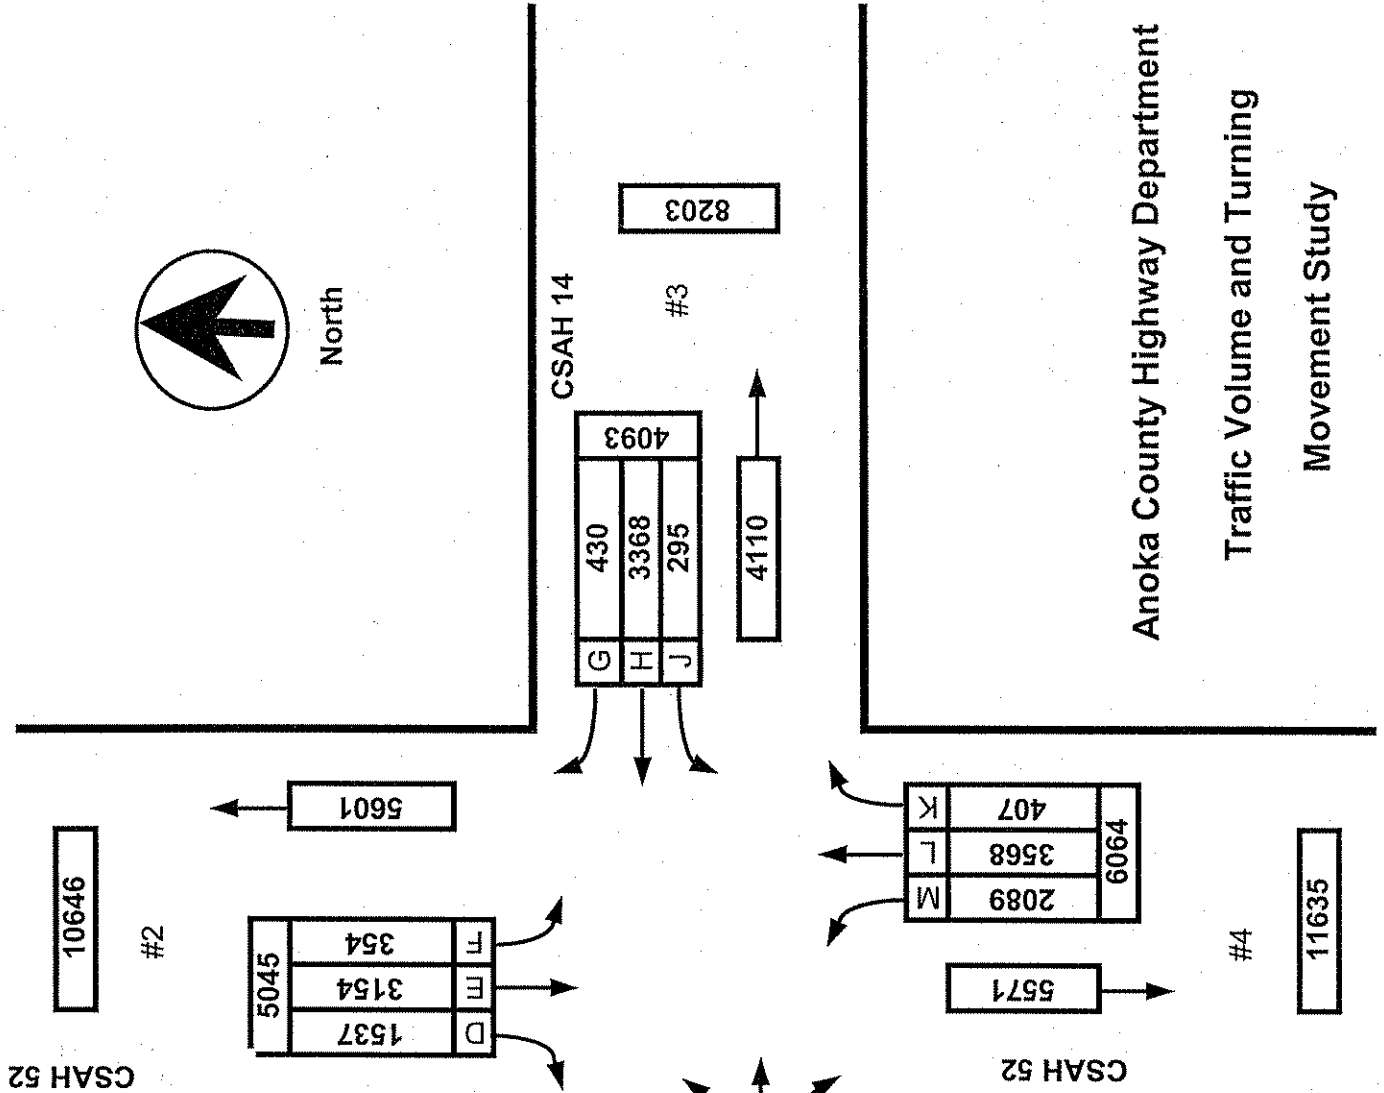 North
CSAH 52
10646
#2
5601
5045
1537 3154 354
D E F
CSAH 14
#3
8203
G 430
H 3368
J 295
4093
4110
M L K
2089 3568 407
6064
5571
#4
11635
CSAH 52
Anoka County Highway Department
Traffic Volume and Turning
Movement Study